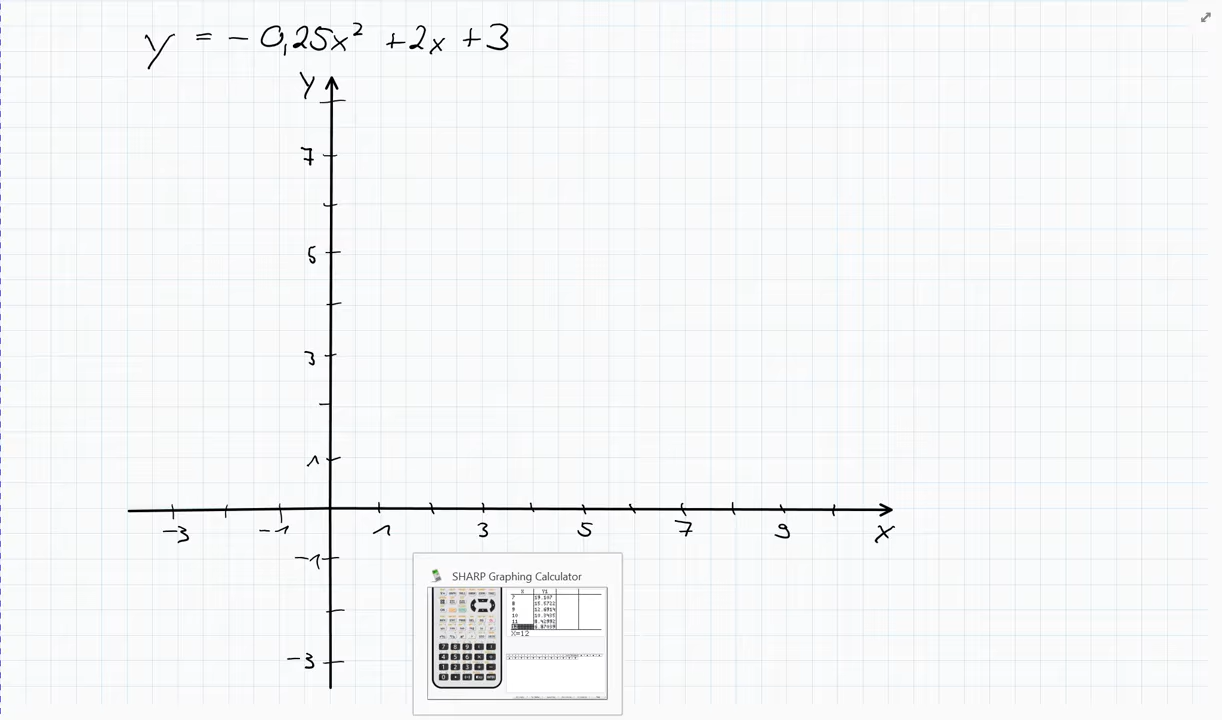 y = - 0,25x² +2x +3
y
7
5
3
1
-3 -1 1 3 5 7 9 x
-1
SHARP Graphing Calculator
-3
X=12